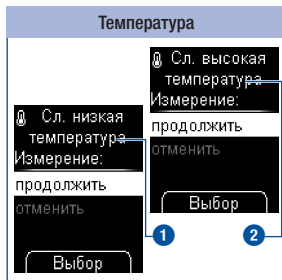 Температура
Сл. низкая
температура
Измерение:
продолжить
отменить
Выбор
1
Сл. высокая
температура
Измерение:
продолжить
отменить
Выбор
2